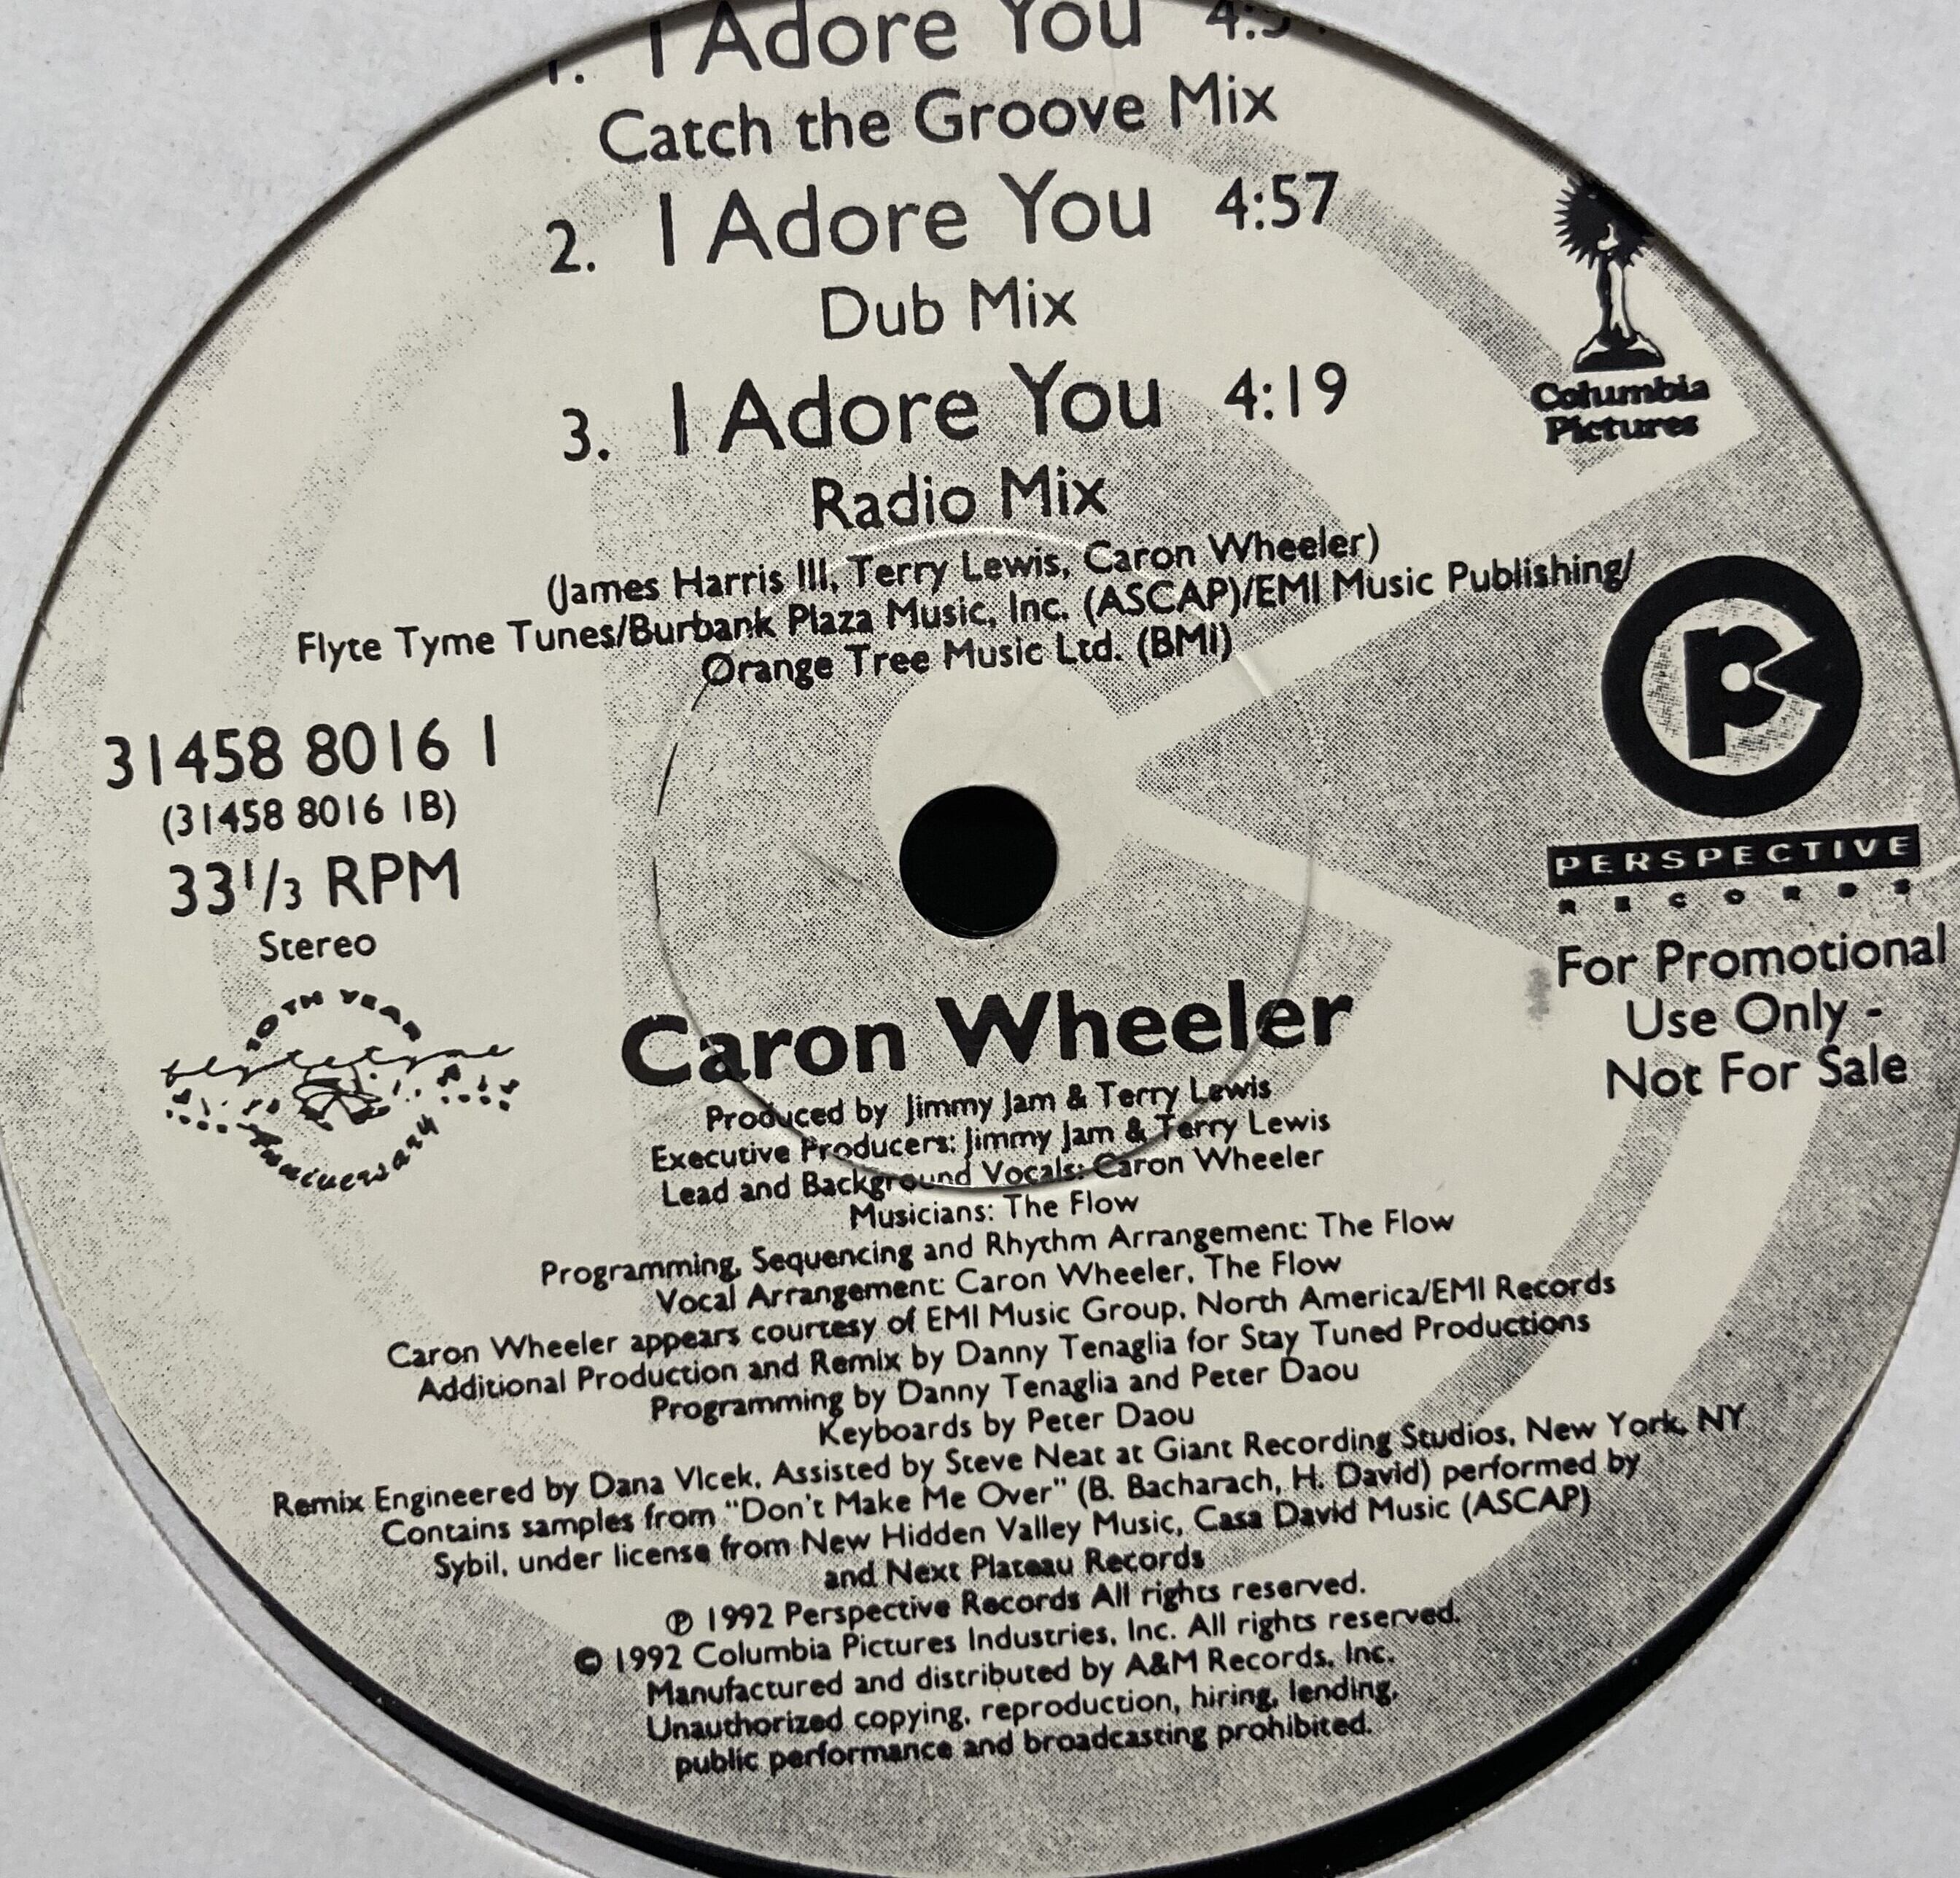 I Adore You
Catch the Groove Mix
2. I Adore You 4:57
Dub Mix
3. I Adore You 4:19
Radio Mix
(James Harris III, Terry Lewis, Caron Wheeler)
Flyte Tyme Tunes/Burbank Plaza Music, Inc. (ASCAP)/EMI Music Publishing/
Orange Tree Music Ltd. (BMI)
Columbia
Pictures
31458 8016 1
(31458 8016 1B)
33 1/3 RPM
Stereo
10TH YEAR
flyte tyme
Anniversary
PERSPECTIVE
RECORDS
For Promotional
Use Only -
Not For Sale
Caron Wheeler
Produced by Jimmy Jam & Terry Lewis
Executive Producers: Jimmy Jam & Terry Lewis
Lead and Background Vocals: Caron Wheeler
Musicians: The Flow
Programming, Sequencing and Rhythm Arrangement: The Flow
Vocal Arrangement: Caron Wheeler, The Flow
Caron Wheeler appears courtesy of EMI Music Group, North America/EMI Records
Additional Production and Remix by Danny Tenaglia for Stay Tuned Productions
Programming by Danny Tenaglia and Peter Daou
Keyboards by Peter Daou
Remix Engineered by Dana Vlcek, Assisted by Steve Neat at Giant Recording Studios, New York, NY
Contains samples from "Don't Make Me Over" (B. Bacharach, H. David) performed by
Sybil, under license from New Hidden Valley Music, Casa David Music (ASCAP)
and Next Plateau Records
℗ 1992 Perspective Records All rights reserved.
© 1992 Columbia Pictures Industries, Inc. All rights reserved.
Manufactured and distributed by A&M Records, Inc.
Unauthorized copying, reproduction, hiring, lending,
public performance and broadcasting prohibited.